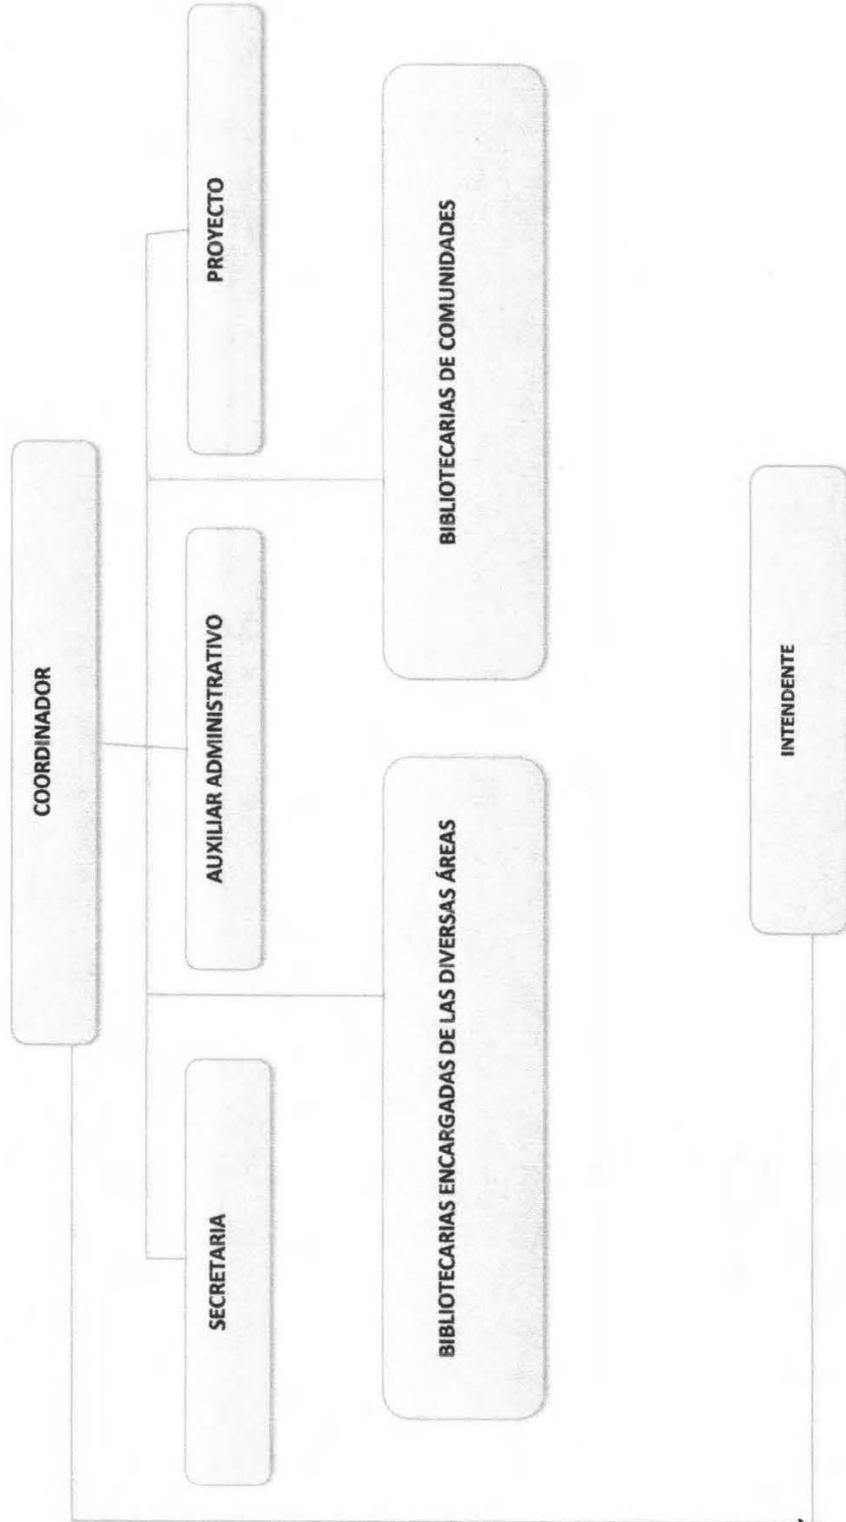 COORDINADOR
SECRETARIA
AUXILIAR ADMINISTRATIVO
PROYECTO
BIBLIOTECARIAS ENCARGADAS DE LAS DIVERSAS ÁREAS
BIBLIOTECARIAS DE COMUNIDADES
INTENDENTE